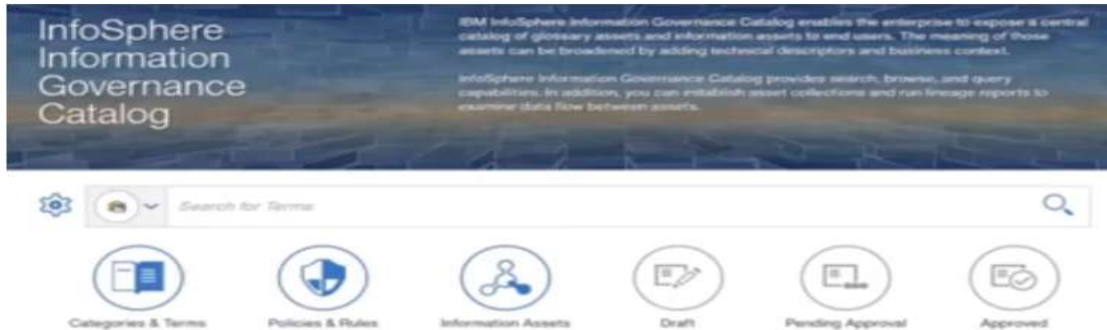 InfoSphere
Information
Governance
Catalog
IBM InfoSphere Information Governance Catalog enables the enterprise to expose a central
catalog of glossary assets and information assets to end users. The meaning of those
assets can be broadened by adding technical descriptors and business context.
InfoSphere Information Governance Catalog provides search, browse, and query
capabilities. In addition, you can establish asset collections and run lineage reports to
examine data flow between assets.
Search for Terms
Categories & Terms
Policies & Rules
Information Assets
Draft
Pending Approval
Approved